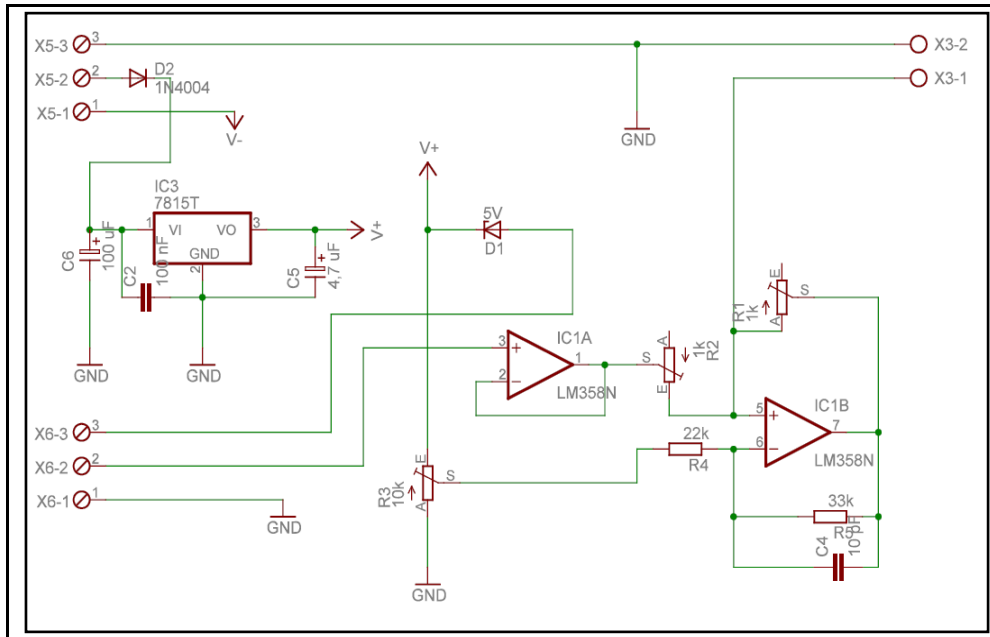 X5-3 3
X5-2 2
X5-1 1
D2
1N4004
V-
GND
X3-2
X3-1
IC3
7815T
1 VI VO 3
GND
2
V+
C6
100 uF
C2
100 nF
C5
4,7 uF
GND
GND
V+
5V
D1
IC1A
3
2
1
LM358N
S
A
E
1k
R2
E
S
A
R1
1k
X6-3 3
X6-2 2
X6-1 1
GND
E
S
A
R3
10k
GND
22k
R4
IC1B
5
6
7
LM358N
33k
R5
C4
10 pF